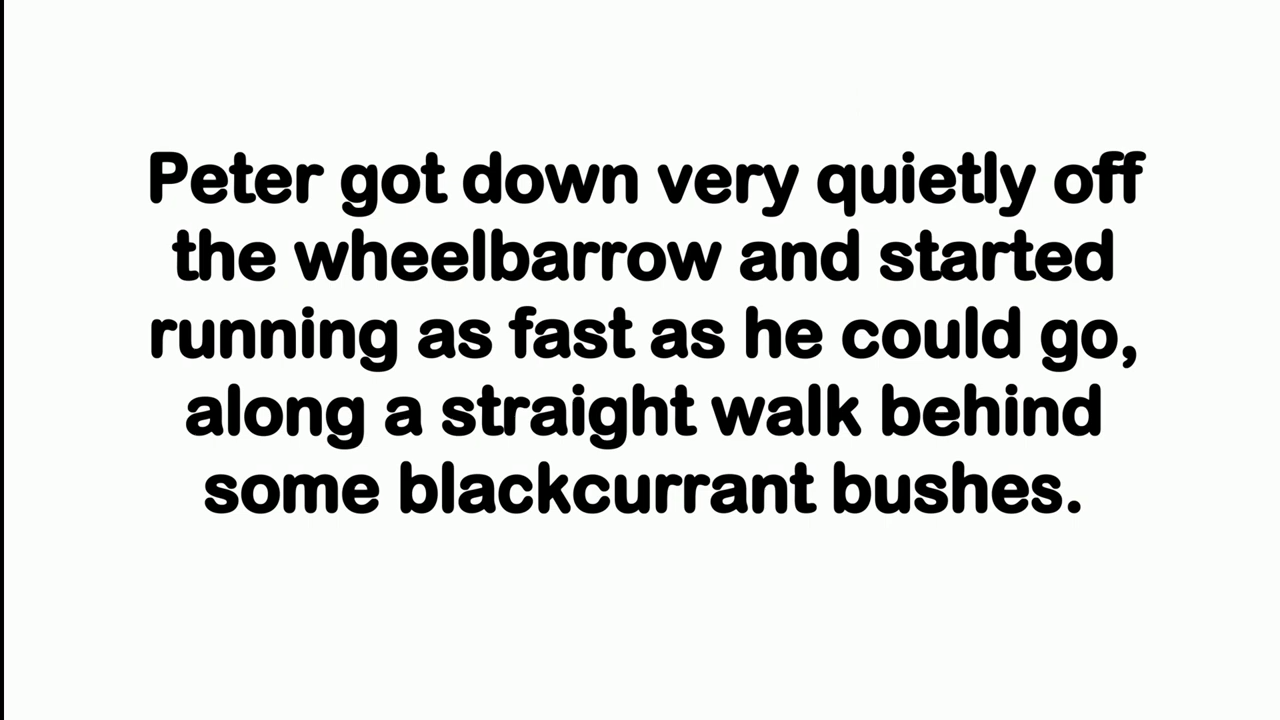 Peter got down very quietly off
the wheelbarrow and started
running as fast as he could go,
along a straight walk behind
some blackcurrant bushes.